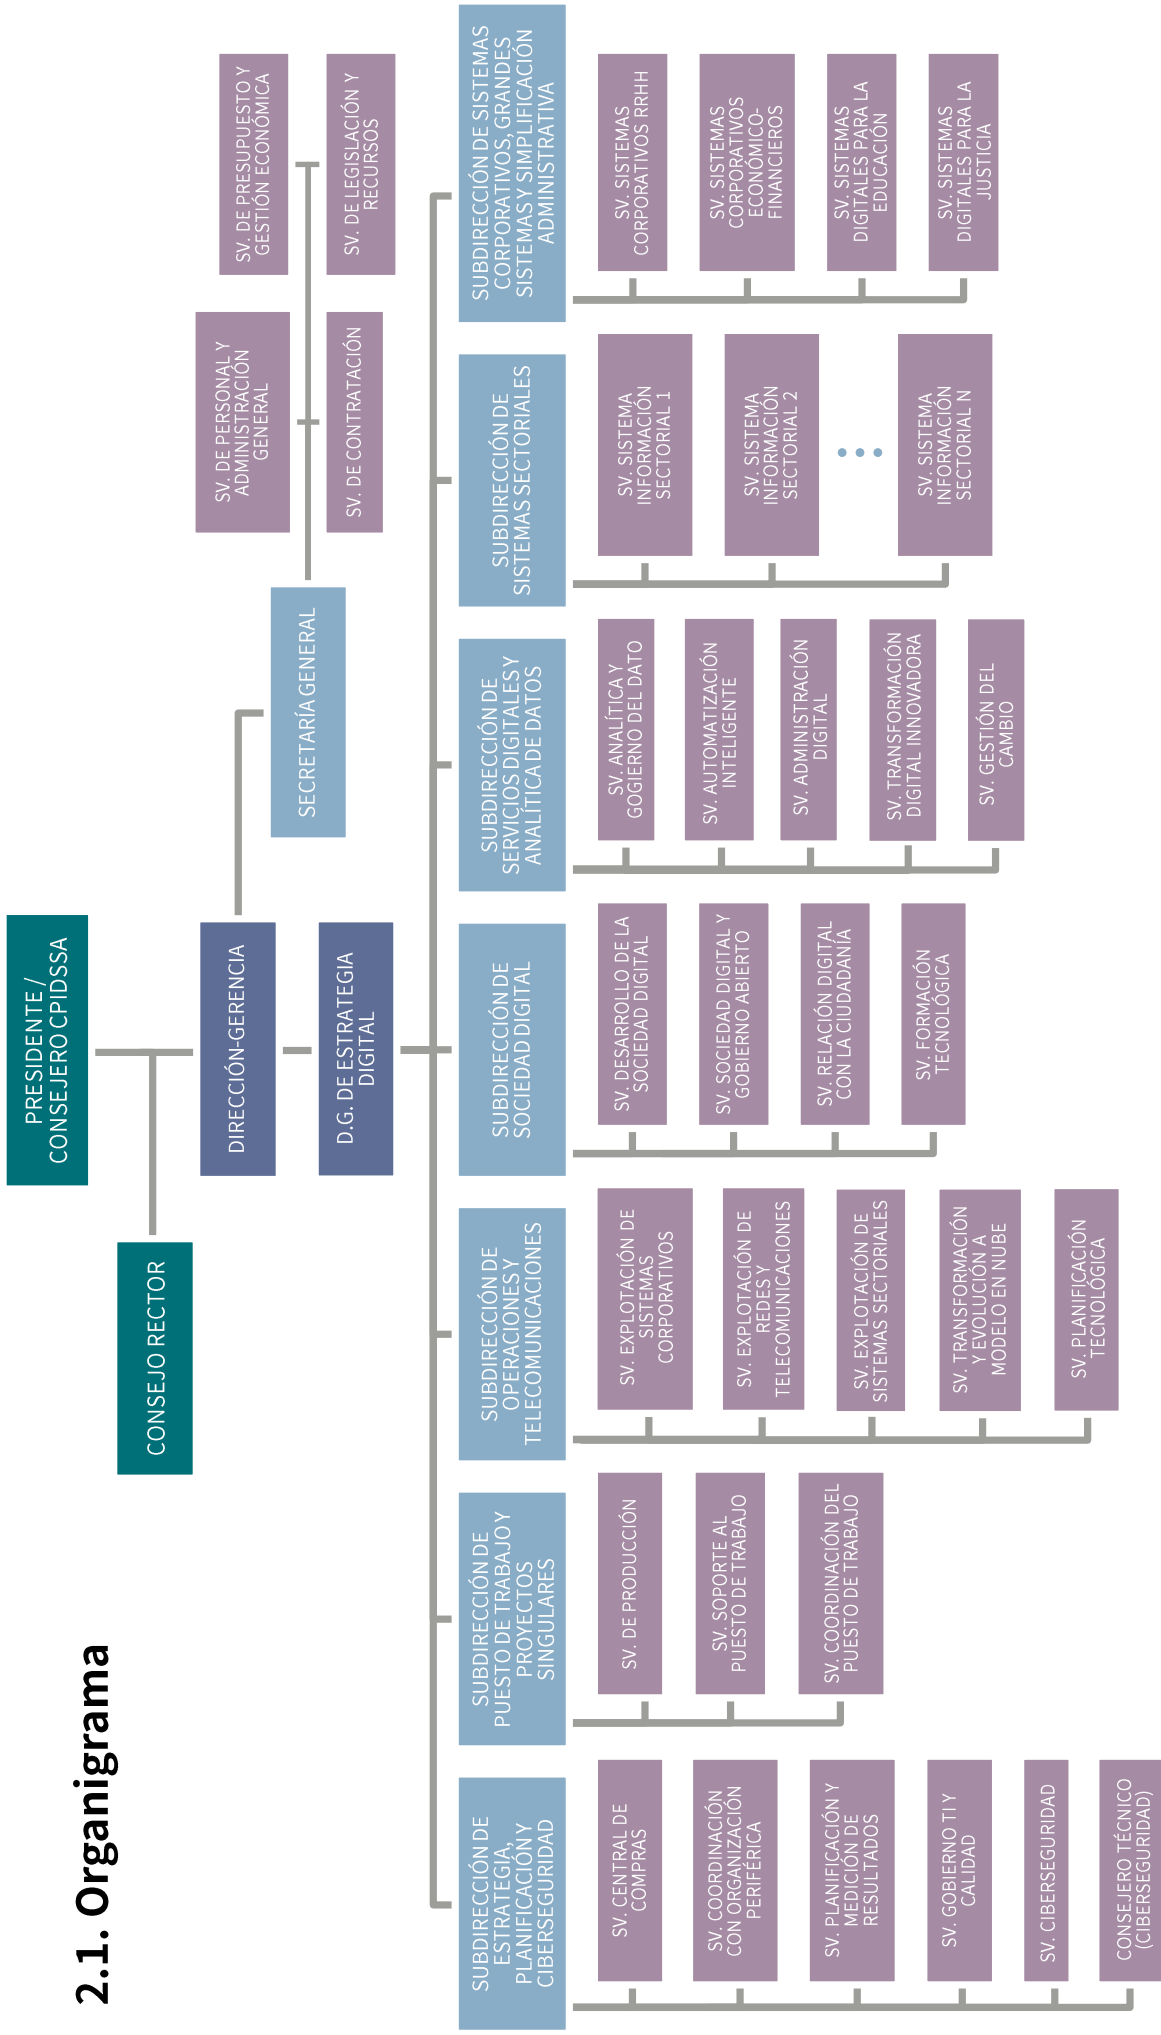 2.1. Organigrama
PRESIDENTE /
CONSEJERO CPIDSSA
CONSEJO RECTOR
DIRECCIÓN-GERENCIA
D.G. DE ESTRATEGIA
DIGITAL
SECRETARÍA GENERAL
SV. DE PERSONAL Y
ADMINISTRACIÓN
GENERAL
SV. DE PRESUPUESTO Y
GESTIÓN ECONÓMICA
SV. DE CONTRATACIÓN
SV. DE LEGISLACIÓN Y
RECURSOS
SUBDIRECCIÓN DE
ESTRATEGIA,
PLANIFICACIÓN Y
CIBERSEGURIDAD
SV. CENTRAL DE
COMPRAS
SV. COORDINACIÓN
CON ORGANIZACIÓN
PERIFÉRICA
SV. PLANIFICACIÓN Y
MEDICIÓN DE
RESULTADOS
SV. GOBIERNO TI Y
CALIDAD
SV. CIBERSEGURIDAD
CONSEJERO TÉCNICO
(CIBERSEGURIDAD)
SUBDIRECCIÓN DE
PUESTO DE TRABAJO Y
PROYECTOS
SINGULARES
SV. DE PRODUCCIÓN
SV. SOPORTE AL
PUESTO DE TRABAJO
SV. COORDINACIÓN DEL
PUESTO DE TRABAJO
SUBDIRECCIÓN DE
OPERACIONES Y
TELECOMUNICACIONES
SV. EXPLOTACIÓN DE
SISTEMAS
CORPORATIVOS
SV. EXPLOTACIÓN DE
REDES Y
TELECOMUNICACIONES
SV. EXPLOTACIÓN DE
SISTEMAS SECTORIALES
SV. TRANSFORMACIÓN
Y EVOLUCIÓN A
MODELO EN NUBE
SV. PLANIFICACIÓN
TECNOLÓGICA
SUBDIRECCIÓN DE
SOCIEDAD DIGITAL
SV. DESARROLLO DE LA
SOCIEDAD DIGITAL
SV. SOCIEDAD DIGITAL Y
GOBIERNO ABIERTO
SV. RELACIÓN DIGITAL
CON LA CIUDADANÍA
SV. FORMACIÓN
TECNOLÓGICA
SUBDIRECCIÓN DE
SERVICIOS DIGITALES Y
ANALÍTICA DE DATOS
SV. ANALÍTICA Y
GOGIERNO DEL DATO
SV. AUTOMATIZACIÓN
INTELIGENTE
SV. ADMINISTRACIÓN
DIGITAL
SV. TRANSFORMACIÓN
DIGITAL INNOVADORA
SV. GESTIÓN DEL
CAMBIO
SUBDIRECCIÓN DE
SISTEMAS SECTORIALES
SV. SISTEMA
INFORMACIÓN
SECTORIAL 1
SV. SISTEMA
INFORMACIÓN
SECTORIAL 2
SV. SISTEMA
INFORMACIÓN
SECTORIAL N
SUBDIRECCIÓN DE SISTEMAS
CORPORATIVOS, GRANDES
SISTEMAS Y SIMPLIFICACIÓN
ADMINISTRATIVA
SV. SISTEMAS
CORPORATIVOS RRHH
SV. SISTEMAS
CORPORATIVOS
ECONÓMICO-
FINANCIEROS
SV. SISTEMAS
DIGITALES PARA LA
EDUCACIÓN
SV. SISTEMAS
DIGITALES PARA LA
JUSTICIA